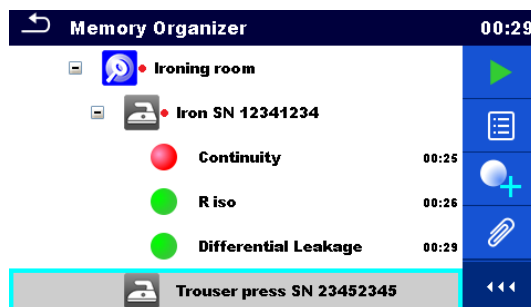 Memory Organizer 00:29
Ironing room
Iron SN 12341234
Continuity 00:25
R iso 00:26
Differential Leakage 00:29
Trouser press SN 23452345